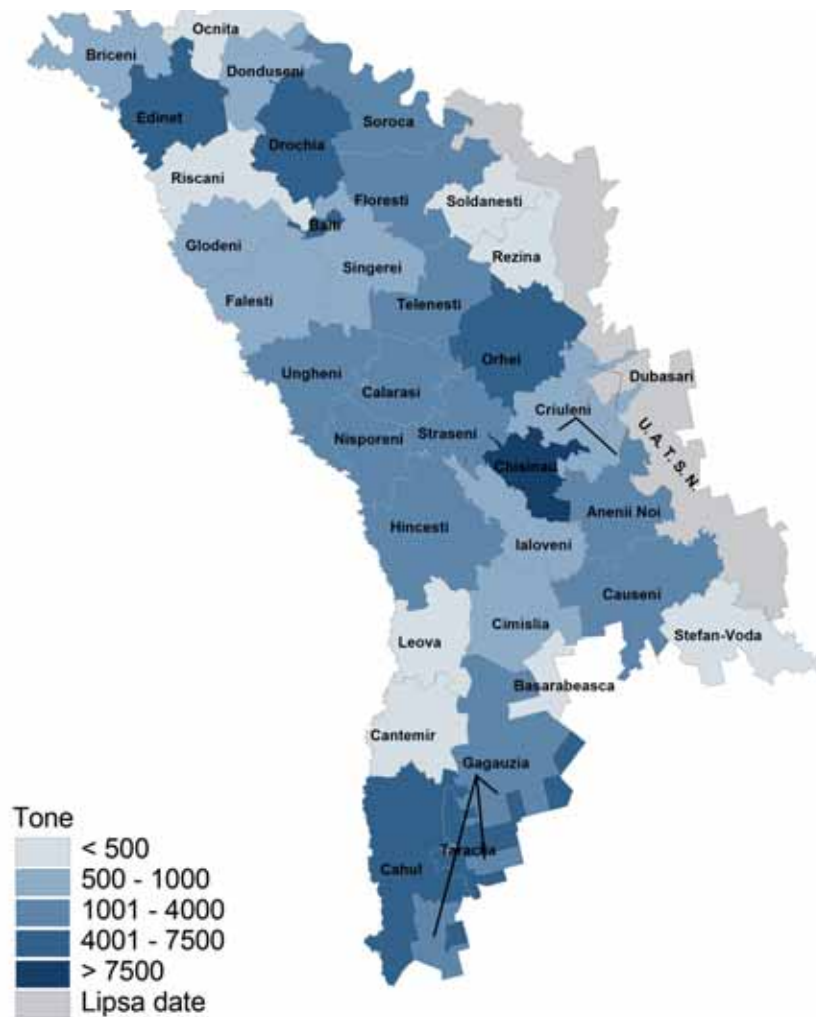 Ocnita
Briceni
Donduseni
Edinet
Soroca
Drochia
Riscani
Floresti
Soldanesti
Balti
Glodeni
Rezina
Singerei
Falesti
Telenesti
Orhei
Ungheni
Dubasari
Calarasi
Criuleni
Nisporeni
Straseni
U. A. T. S. N.
Chisinau
Hincesti
Anenii Noi
Ialoveni
Causeni
Cimislia
Stefan-Voda
Leova
Basarabeasca
Cantemir
Gagauzia
Taraclia
Cahul
Tone
< 500
500 - 1000
1001 - 4000
4001 - 7500
> 7500
Lipsa date